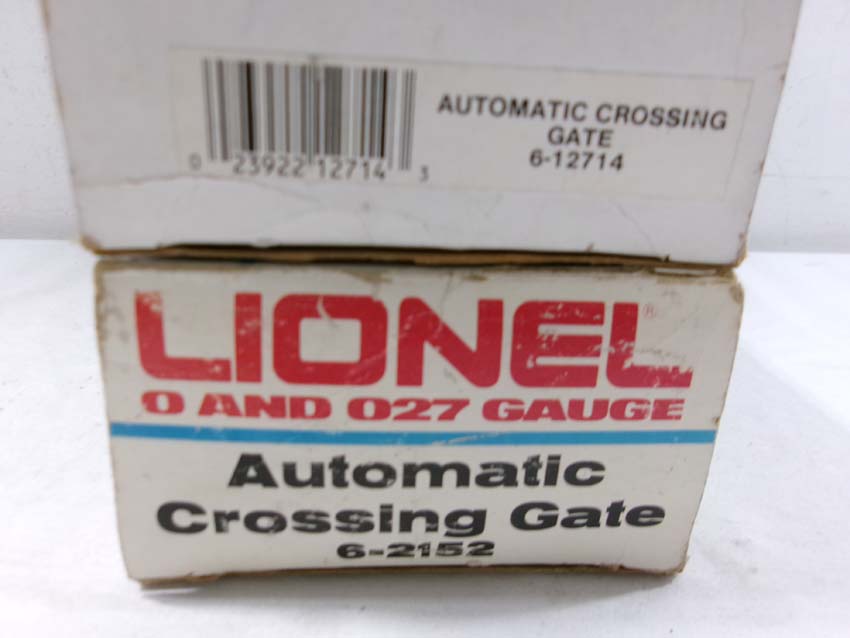 AUTOMATIC CROSSING
GATE
6-12714
0 23922 12714 3
LIONEL®
O AND O27 GAUGE
Automatic
Crossing Gate
6-2152